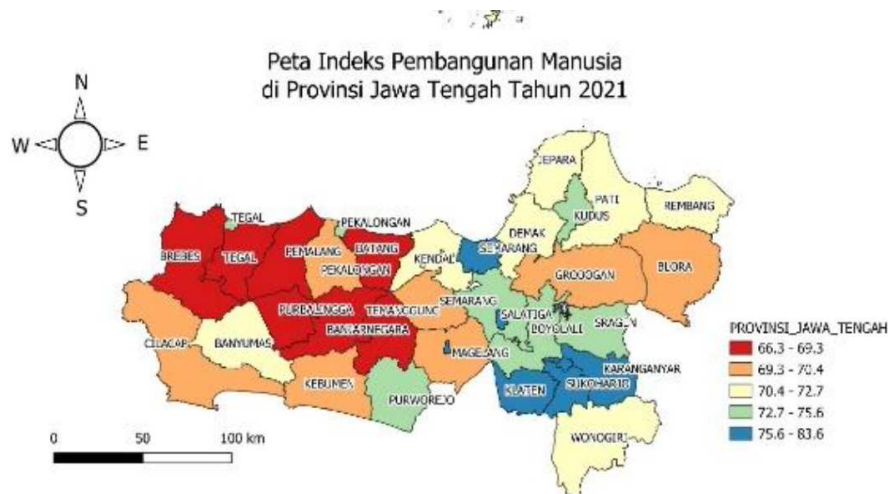 Peta Indeks Pembangunan Manusia
di Provinsi Jawa Tengah Tahun 2021
N
W
E
S
JEPARA
PATI
KUDUS
REMBANG
TEGAL
PEKALONGAN
DEMAK
SEMARANG
BREBES
TEGAL
PEMALANG
PEKALONGAN
BATANG
KENDAL
GROBOGAN
BLORA
PURBALINGGA
TEMANGGUNG
SEMARANG
SALATIGA
BOYOLALI
SRAGEN
BANJARNEGARA
CILACAP
BANYUMAS
MAGELANG
KEBUMEN
PURWOREJO
KLATEN
SUKOHARJO
KARANGANYAR
WONOGIRI
0 50 100 km
PROVINSI_JAWA_TENGAH
66.3 - 69.3
69.3 - 70.4
70.4 - 72.7
72.7 - 75.6
75.6 - 83.6